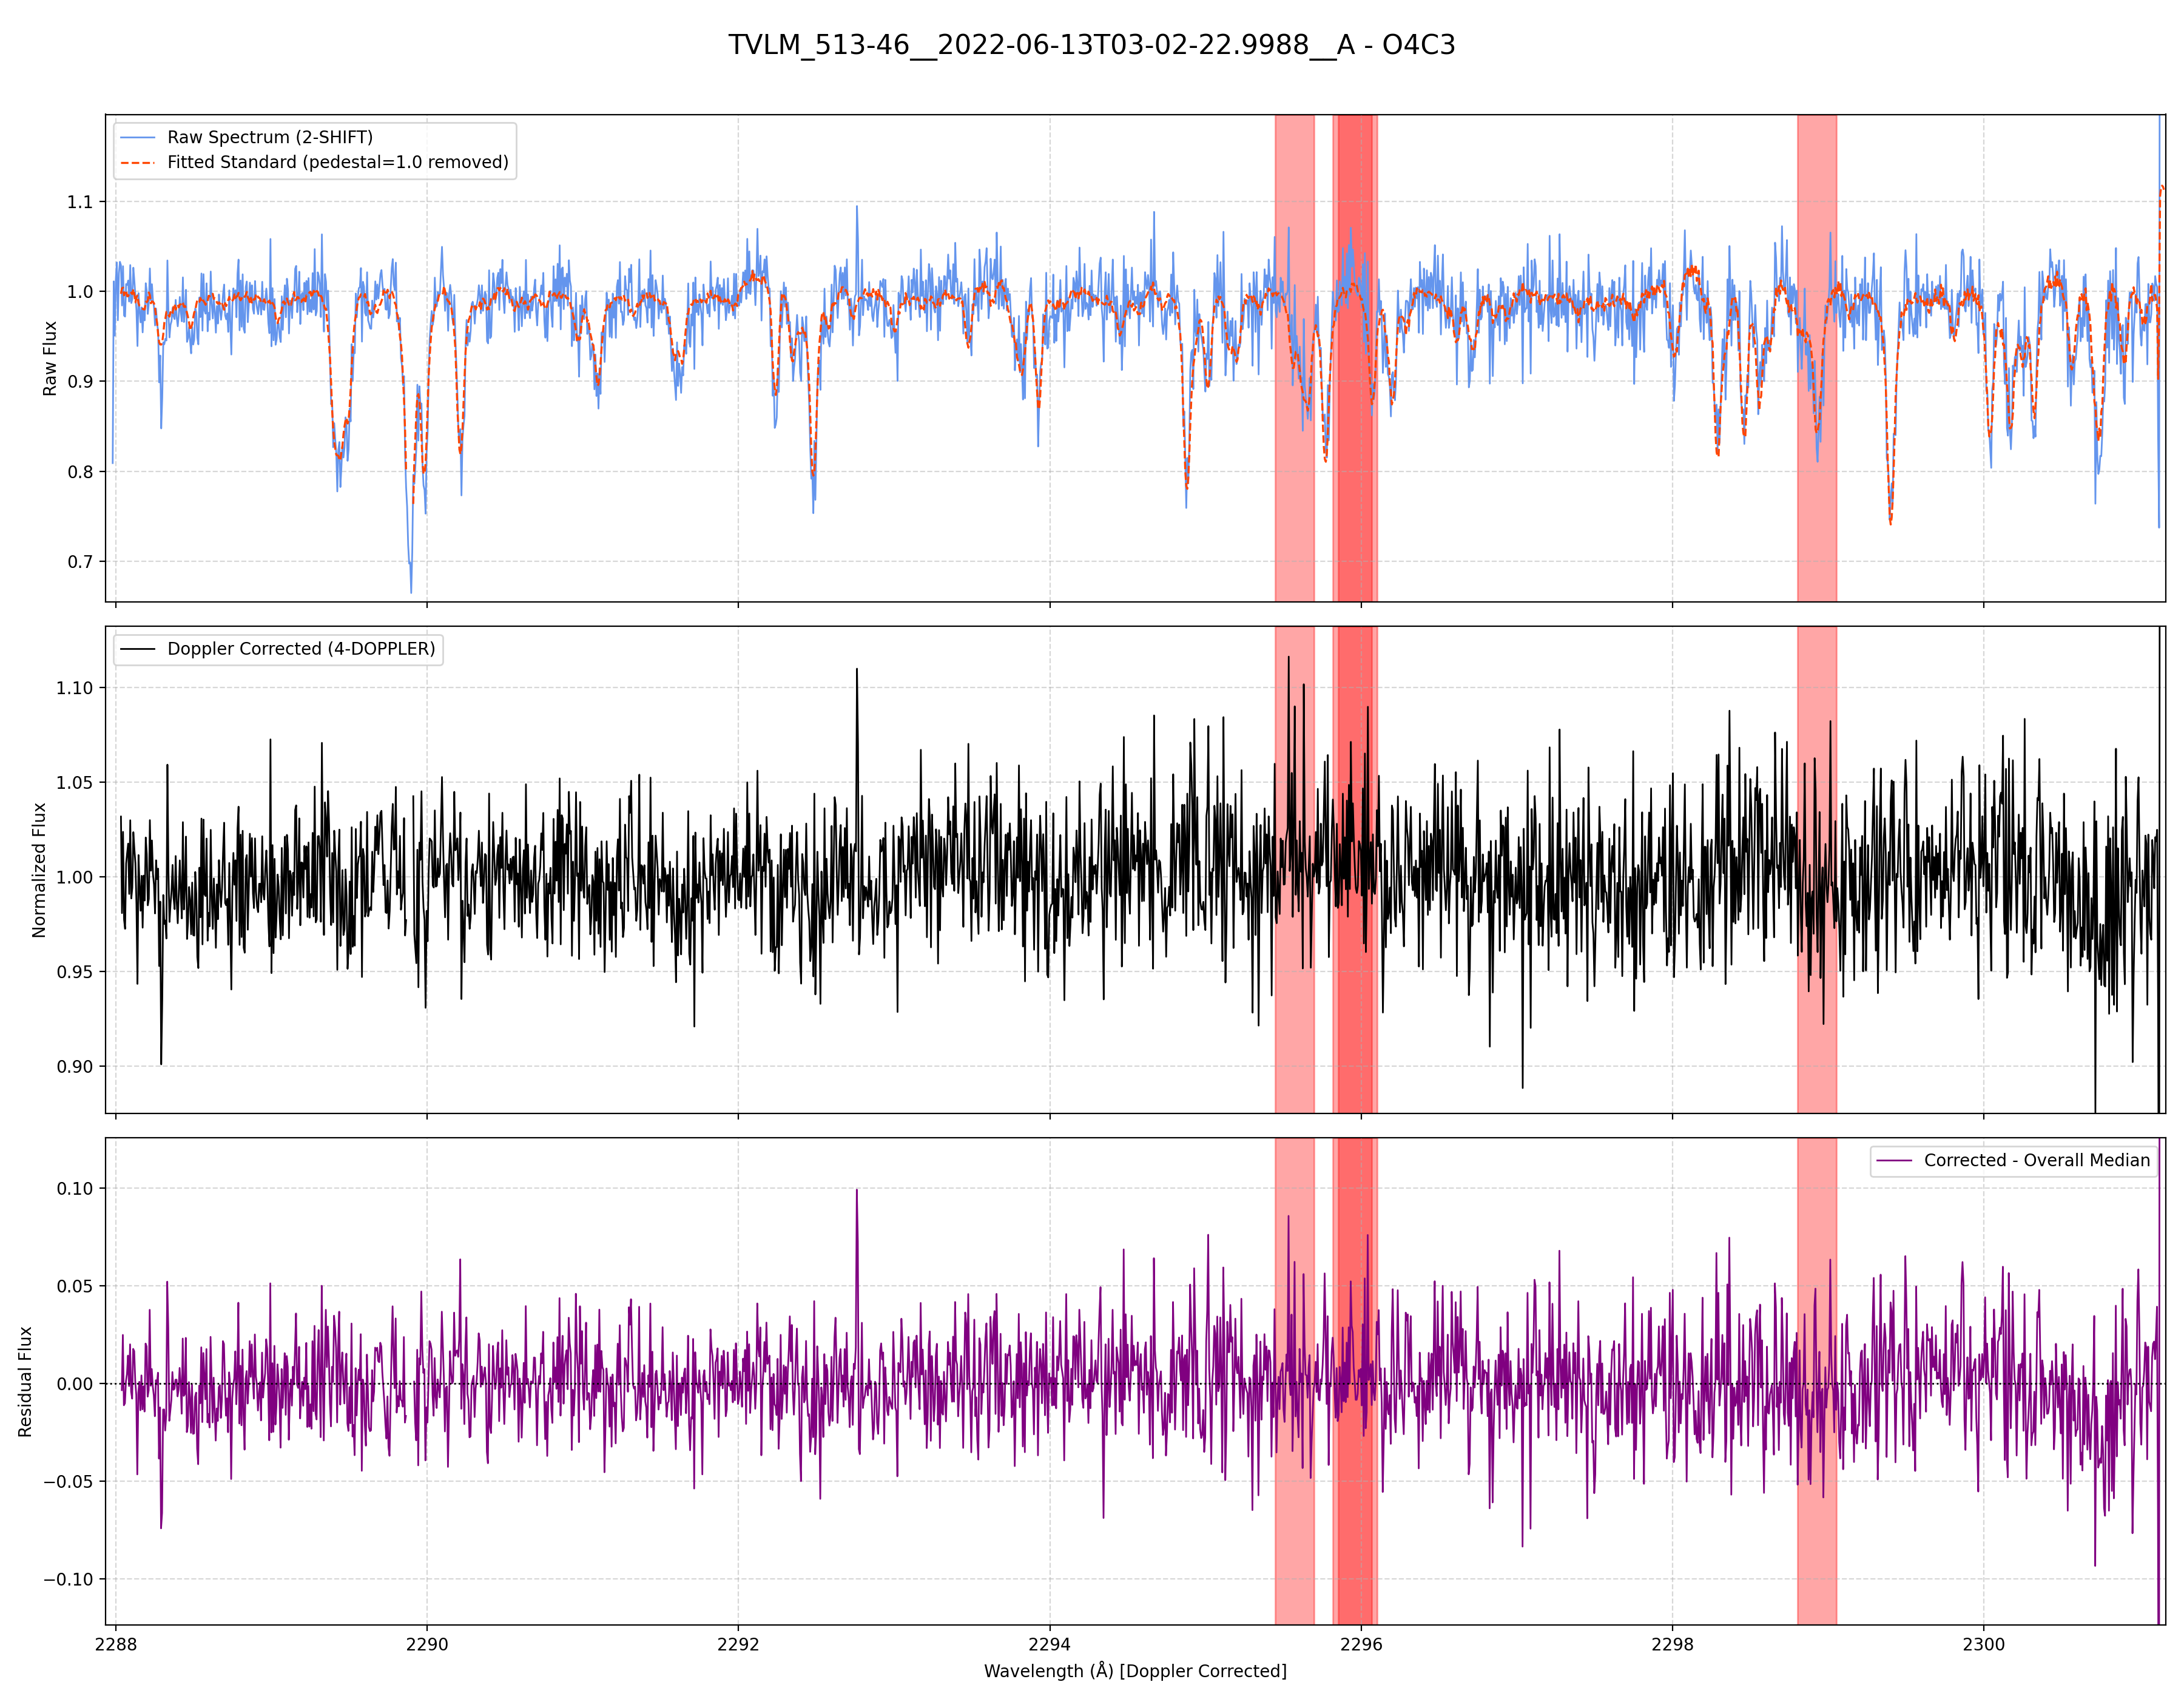 TVLM_513-46__2022-06-13T03-02-22.9988__A - O4C3
Raw Spectrum (2-SHIFT)
Fitted Standard (pedestal=1.0 removed)
Raw Flux
1.1
1.0
0.9
0.8
0.7
Doppler Corrected (4-DOPPLER)
Normalized Flux
1.10
1.05
1.00
0.95
0.90
Corrected - Overall Median
Residual Flux
0.10
0.05
0.00
−0.05
−0.10
2288 2290 2292 2294 2296 2298 2300
Wavelength (Å) [Doppler Corrected]